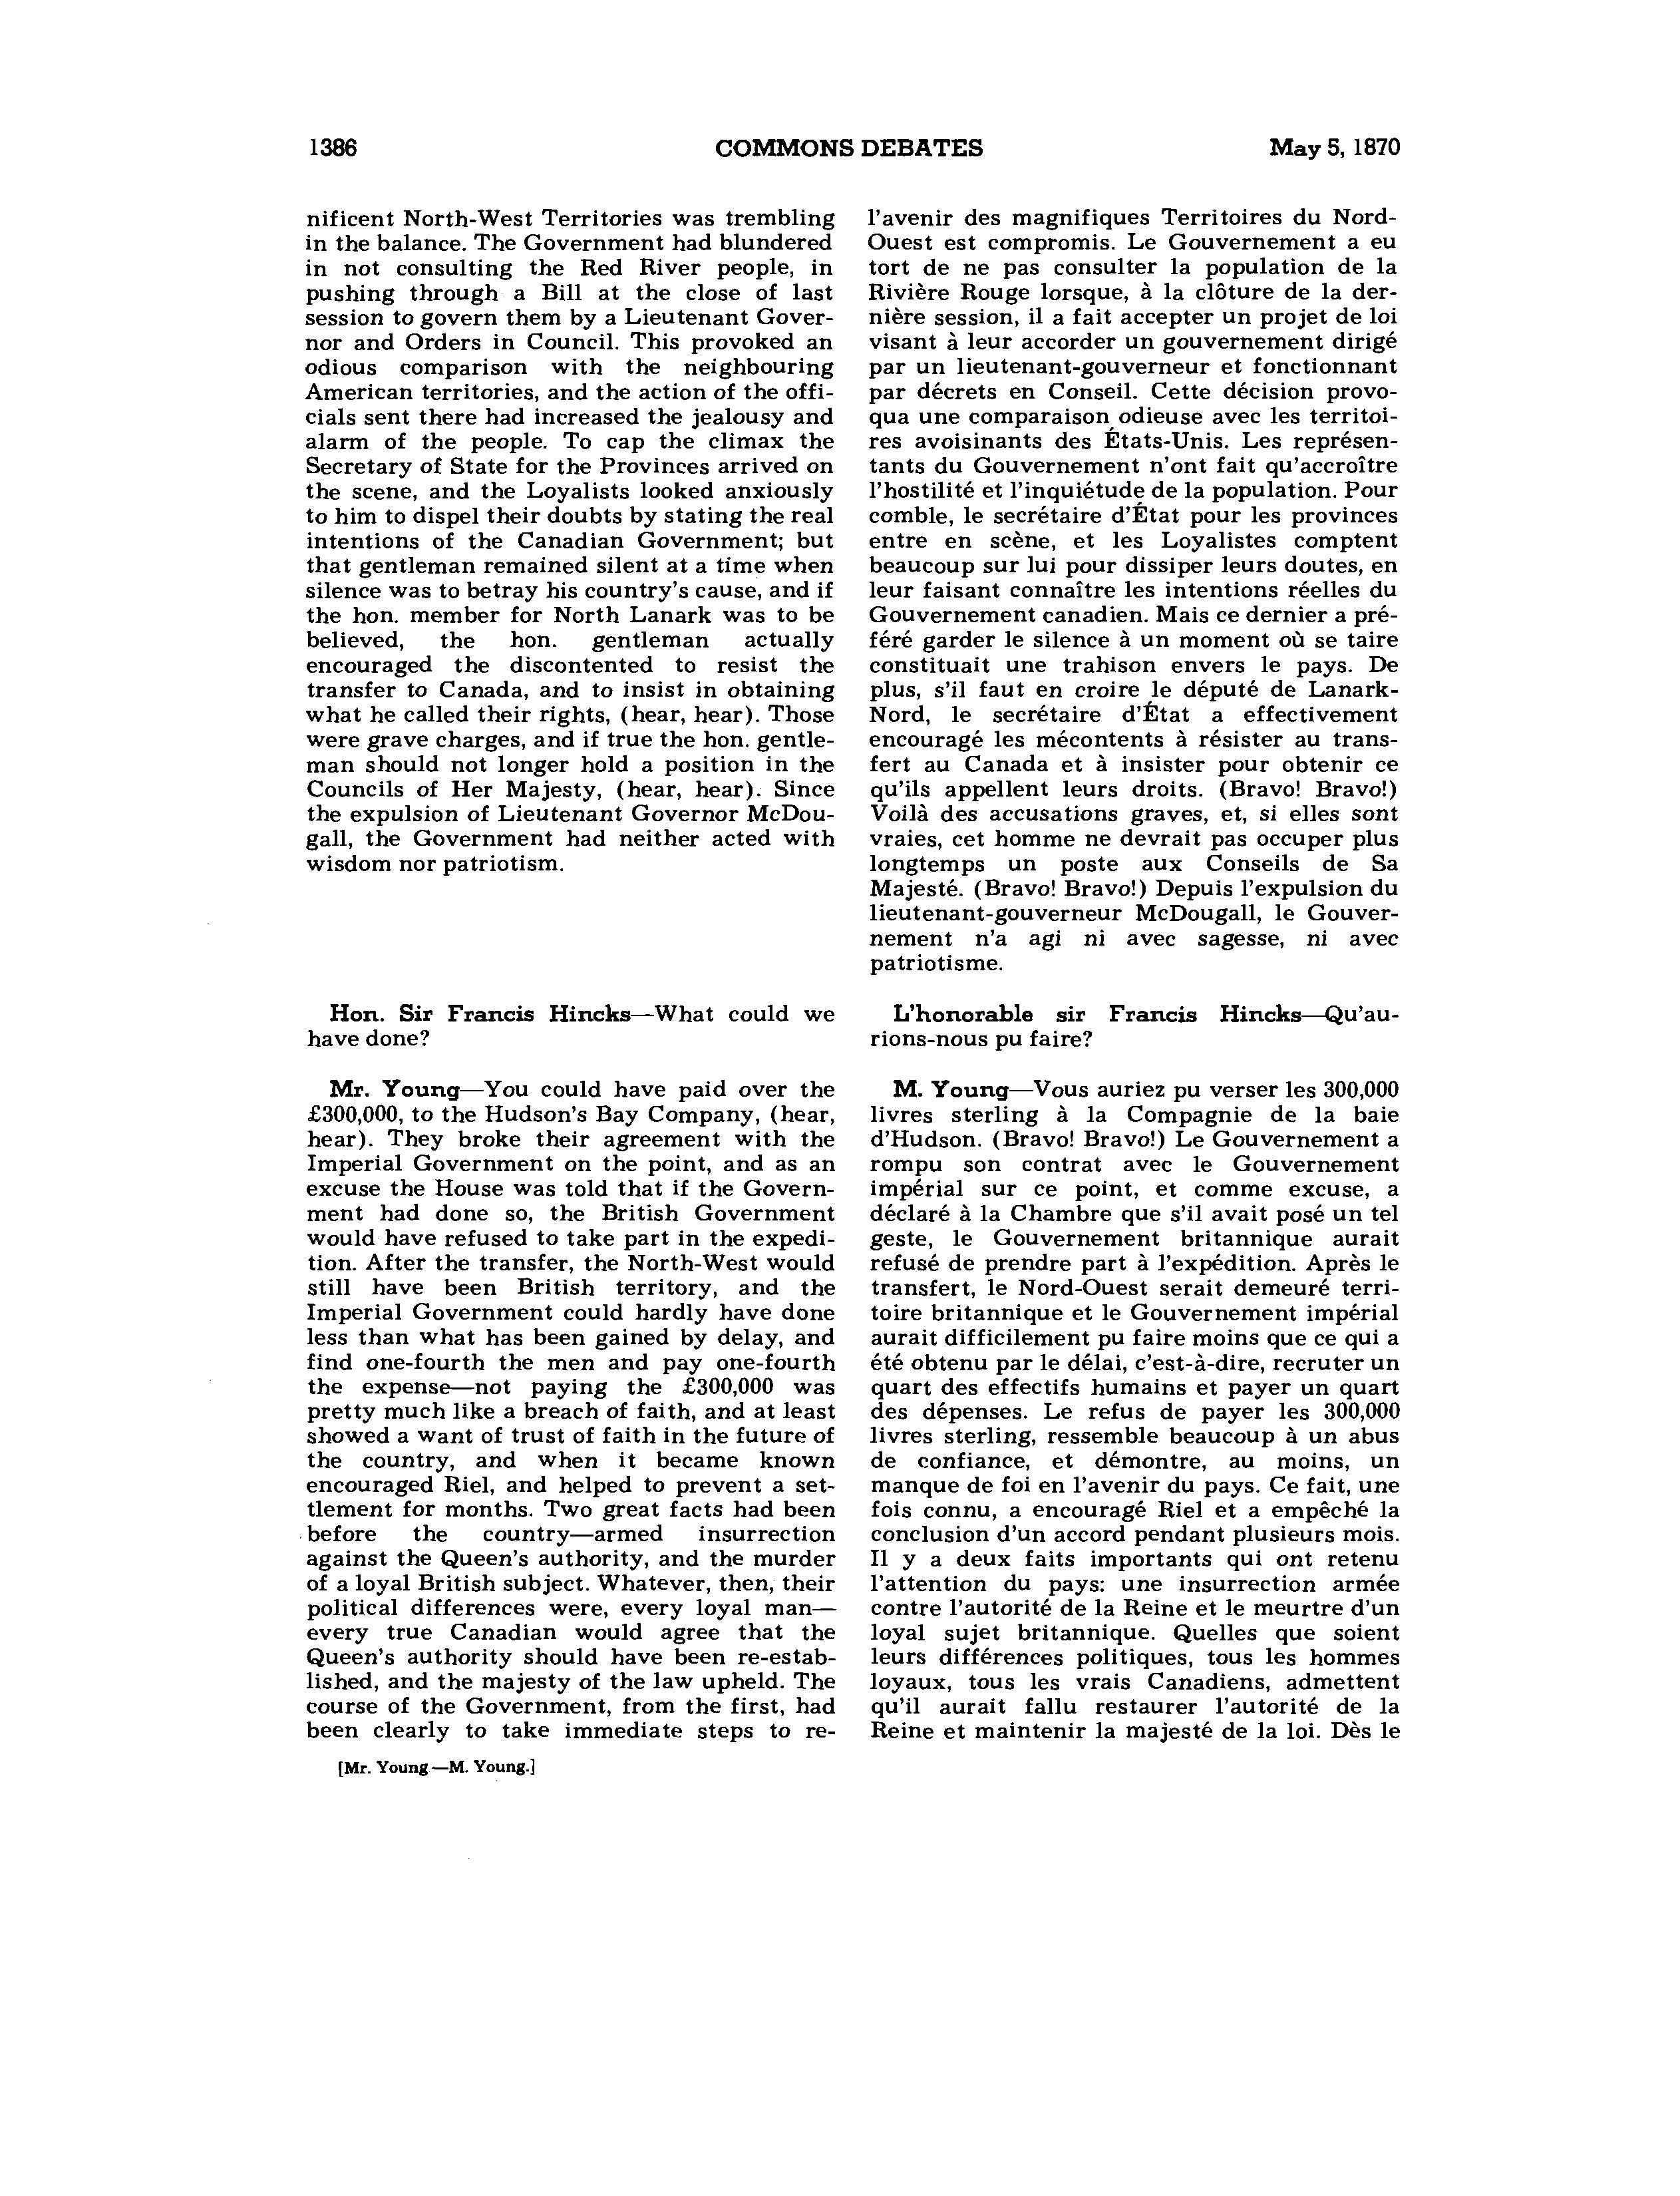 1386 COMMONS DEBATES May 5, 1870
nificent North-West Territories was trembling
in the balance. The Government had blundered
in not consulting the Red River people, in
pushing through a Bill at the close of last
session to govern them by a Lieutenant Gover-
nor and Orders in Council. This provoked an
odious comparison with the neighbouring
American territories, and the action of the offi-
cials sent there had increased the jealousy and
alarm of the people. To cap the climax the
Secretary of State for the Provinces arrived on
the scene, and the Loyalists looked anxiously
to him to dispel their doubts by stating the real
intentions of the Canadian Government; but
that gentleman remained silent at a time when
silence was to betray his country's cause, and if
the hon. member for North Lanark was to be
believed, the hon. gentleman actually
encouraged the discontented to resist the
transfer to Canada, and to insist in obtaining
what he called their rights, (hear, hear). Those
were grave charges, and if true the hon. gentle-
man should not longer hold a position in the
Councils of Her Majesty, (hear, hear). Since
the expulsion of Lieutenant Governor McDou-
gall, the Government had neither acted with
wisdom nor patriotism.
Hon. Sir Francis Hincks—What could we
have done?
Mr. Young—You could have paid over the
£300,000, to the Hudson's Bay Company, (hear,
hear). They broke their agreement with the
Imperial Government on the point, and as an
excuse the House was told that if the Govern-
ment had done so, the British Government
would have refused to take part in the expedi-
tion. After the transfer, the North-West would
still have been British territory, and the
Imperial Government could hardly have done
less than what has been gained by delay, and
find one-fourth the men and pay one-fourth
the expense—not paying the £300,000 was
pretty much like a breach of faith, and at least
showed a want of trust of faith in the future of
the country, and when it became known
encouraged Riel, and helped to prevent a set-
tlement for months. Two great facts had been
before the country—armed insurrection
against the Queen's authority, and the murder
of a loyal British subject. Whatever, then, their
political differences were, every loyal man—
every true Canadian would agree that the
Queen's authority should have been re-estab-
lished, and the majesty of the law upheld. The
course of the Government, from the first, had
been clearly to take immediate steps to re-
[Mr. Young—M. Young.]
l'avenir des magnifiques Territoires du Nord-
Ouest est compromis. Le Gouvernement a eu
tort de ne pas consulter la population de la
Rivière Rouge lorsque, à la clôture de la der-
nière session, il a fait accepter un projet de loi
visant à leur accorder un gouvernement dirigé
par un lieutenant-gouverneur et fonctionnant
par décrets en Conseil. Cette décision provo-
qua une comparaison odieuse avec les territoi-
res avoisinants des États-Unis. Les représen-
tants du Gouvernement n'ont fait qu'accroître
l'hostilité et l'inquiétude de la population. Pour
comble, le secrétaire d'État pour les provinces
entre en scène, et les Loyalistes comptent
beaucoup sur lui pour dissiper leurs doutes, en
leur faisant connaître les intentions réelles du
Gouvernement canadien. Mais ce dernier a pré-
féré garder le silence à un moment où se taire
constituait une trahison envers le pays. De
plus, s'il faut en croire le député de Lanark-
Nord, le secrétaire d'État a effectivement
encouragé les mécontents à résister au trans-
fert au Canada et à insister pour obtenir ce
qu'ils appellent leurs droits. (Bravo! Bravo!)
Voilà des accusations graves, et, si elles sont
vraies, cet homme ne devrait pas occuper plus
longtemps un poste aux Conseils de Sa
Majesté. (Bravo! Bravo!) Depuis l'expulsion du
lieutenant-gouverneur McDougall, le Gouver-
nement n'a agi ni avec sagesse, ni avec
patriotisme.
L'honorable sir Francis Hincks—Qu'au-
rions-nous pu faire?
M. Young—Vous auriez pu verser les 300,000
livres sterling à la Compagnie de la baie
d'Hudson. (Bravo! Bravo!) Le Gouvernement a
rompu son contrat avec le Gouvernement
impérial sur ce point, et comme excuse, a
déclaré à la Chambre que s'il avait posé un tel
geste, le Gouvernement britannique aurait
refusé de prendre part à l'expédition. Après le
transfert, le Nord-Ouest serait demeuré terri-
toire britannique et le Gouvernement impérial
aurait difficilement pu faire moins que ce qui a
été obtenu par le délai, c'est-à-dire, recruter un
quart des effectifs humains et payer un quart
des dépenses. Le refus de payer les 300,000
livres sterling, ressemble beaucoup à un abus
de confiance, et démontre, au moins, un
manque de foi en l'avenir du pays. Ce fait, une
fois connu, a encouragé Riel et a empêché la
conclusion d'un accord pendant plusieurs mois.
Il y a deux faits importants qui ont retenu
l'attention du pays: une insurrection armée
contre l'autorité de la Reine et le meurtre d'un
loyal sujet britannique. Quelles que soient
leurs différences politiques, tous les hommes
loyaux, tous les vrais Canadiens, admettent
qu'il aurait fallu restaurer l'autorité de la
Reine et maintenir la majesté de la loi. Dès le